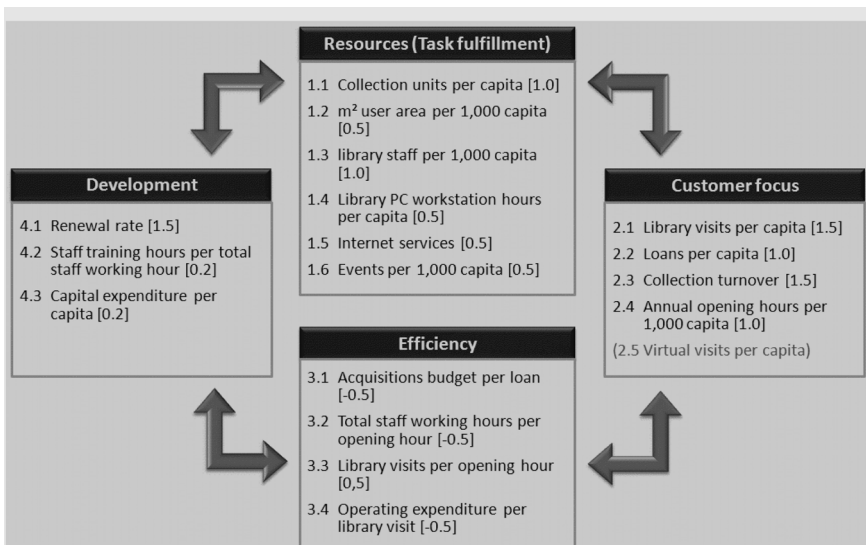 Resources (Task fulfillment)
1.1 Collection units per capita [1.0]
1.2 m² user area per 1,000 capita
[0.5]
1.3 library staff per 1,000 capita
[1.0]
1.4 Library PC workstation hours
per capita [0.5]
1.5 Internet services [0.5]
1.6 Events per 1,000 capita [0.5]
Development
4.1 Renewal rate [1.5]
4.2 Staff training hours per total
staff working hour [0.2]
4.3 Capital expenditure per
capita [0.2]
Customer focus
2.1 Library visits per capita [1.5]
2.2 Loans per capita [1.0]
2.3 Collection turnover [1.5]
2.4 Annual opening hours per
1,000 capita [1.0]
(2.5 Virtual visits per capita)
Efficiency
3.1 Acquisitions budget per loan
[-0.5]
3.2 Total staff working hours per
opening hour [-0.5]
3.3 Library visits per opening hour
[0,5]
3.4 Operating expenditure per
library visit [-0.5]